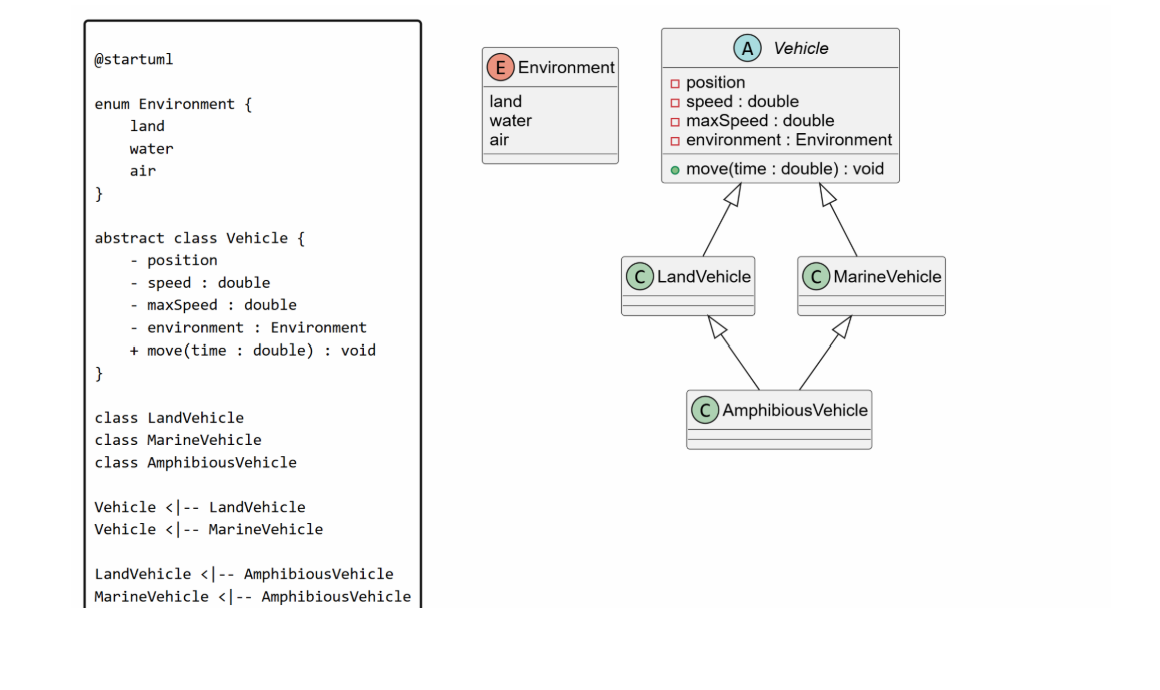 @startuml
enum Environment {
land
water
air
}
abstract class Vehicle {
- position
- speed : double
- maxSpeed : double
- environment : Environment
+ move(time : double) : void
}
class LandVehicle
class MarineVehicle
class AmphibiousVehicle
Vehicle <|-- LandVehicle
Vehicle <|-- MarineVehicle
LandVehicle <|-- AmphibiousVehicle
MarineVehicle <|-- AmphibiousVehicle
E Environment
land
water
air
A Vehicle
position
speed : double
maxSpeed : double
environment : Environment
move(time : double) : void
C LandVehicle
C MarineVehicle
C AmphibiousVehicle